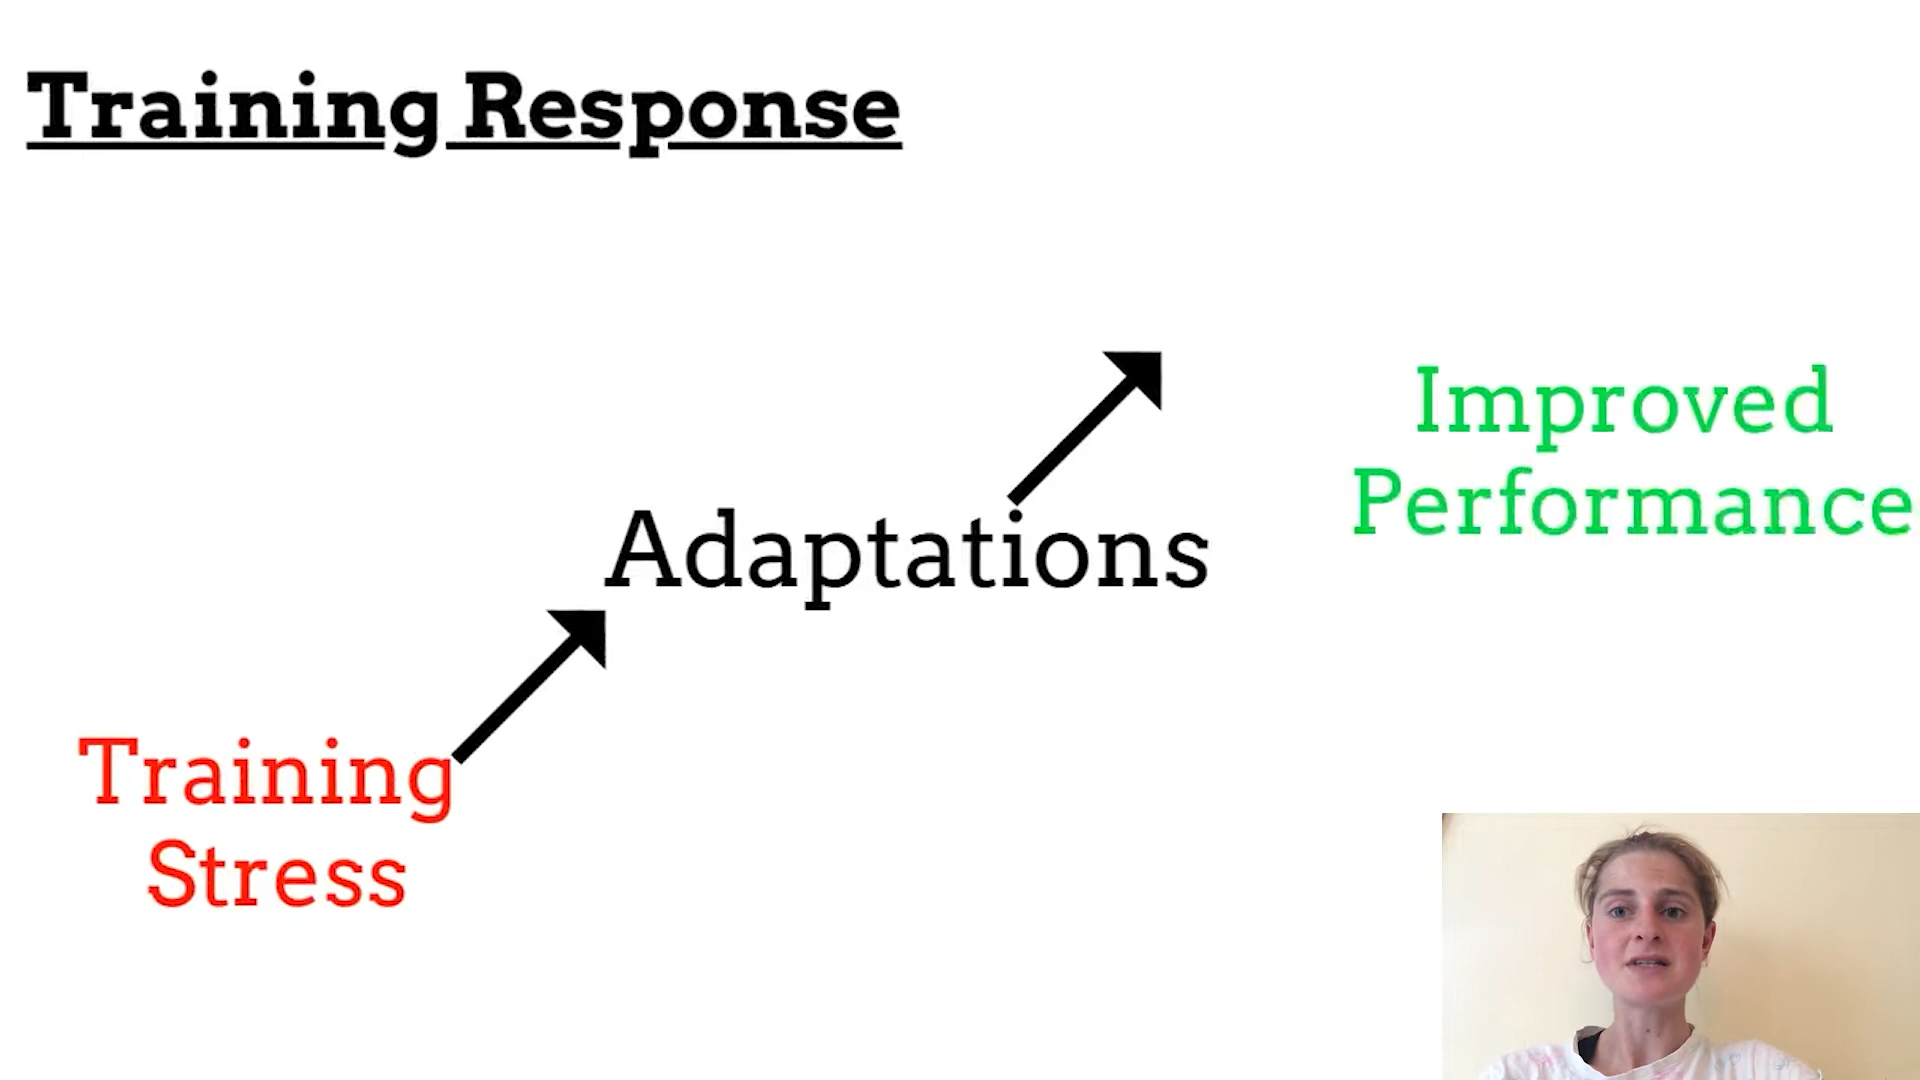 Training Response
Improved
Performance
Adaptations
Training
Stress